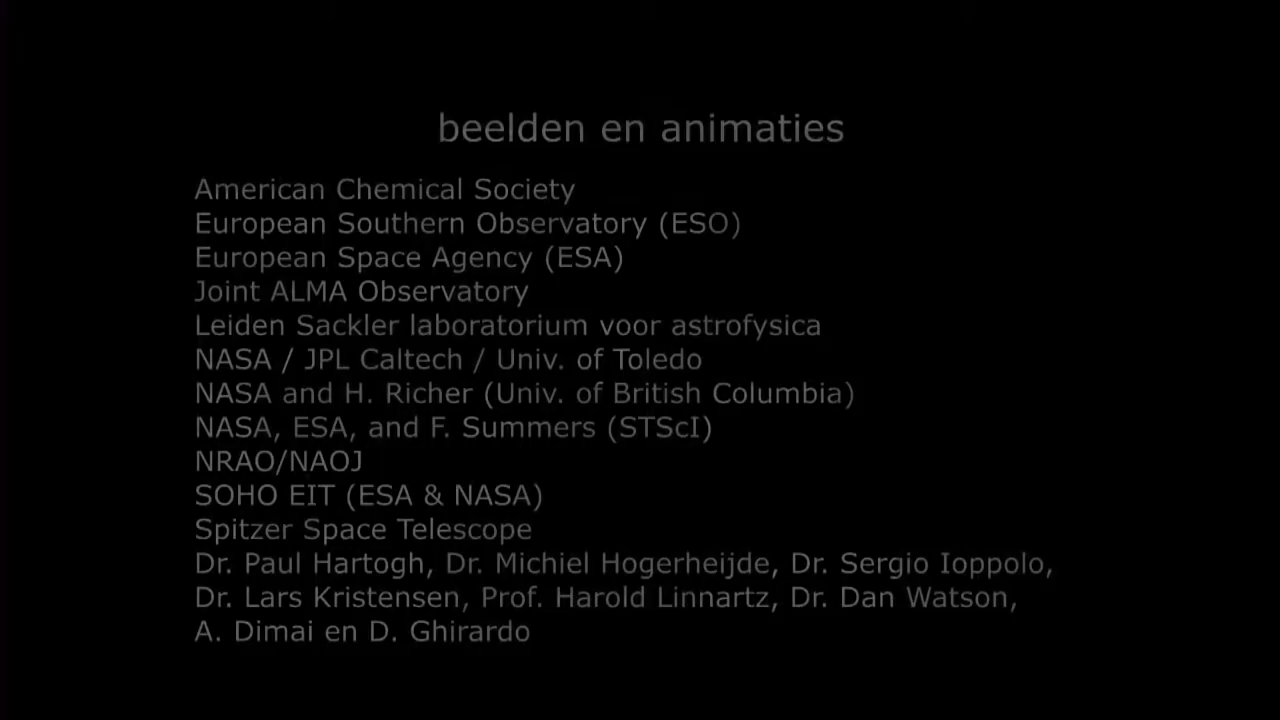 beelden en animaties
American Chemical Society
European Southern Observatory (ESO)
European Space Agency (ESA)
Joint ALMA Observatory
Leiden Sackler laboratorium voor astrofysica
NASA / JPL Caltech / Univ. of Toledo
NASA and H. Richer (Univ. of British Columbia)
NASA, ESA, and F. Summers (STScI)
NRAO/NAOJ
SOHO EIT (ESA & NASA)
Spitzer Space Telescope
Dr. Paul Hartogh, Dr. Michiel Hogerheijde, Dr. Sergio Ioppolo,
Dr. Lars Kristensen, Prof. Harold Linnartz, Dr. Dan Watson,
A. Dimai en D. Ghirardo